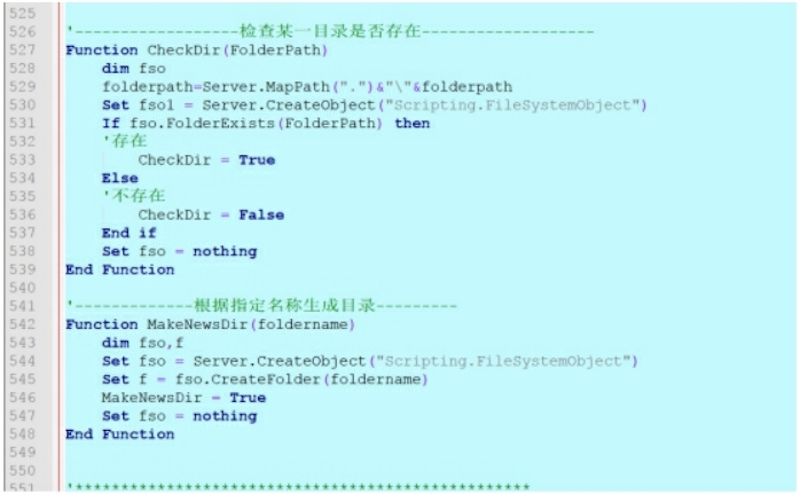 525
526 '------------------检查某一目录是否存在-------------------
527 Function CheckDir(FolderPath)
528 dim fso
529 folderpath=Server.MapPath(".")&"\"&folderpath
530 Set fso1 = Server.CreateObject("Scripting.FileSystemObject")
531 If fso.FolderExists(FolderPath) then
532 '存在
533 CheckDir = True
534 Else
535 '不存在
536 CheckDir = False
537 End if
538 Set fso = nothing
539 End Function
540
541 '-------------根据指定名称生成目录---------
542 Function MakeNewsDir(foldername)
543 dim fso,f
544 Set fso = Server.CreateObject("Scripting.FileSystemObject")
545 Set f = fso.CreateFolder(foldername)
546 MakeNewsDir = True
547 Set fso = nothing
548 End Function
549
550
551 '**************************************************